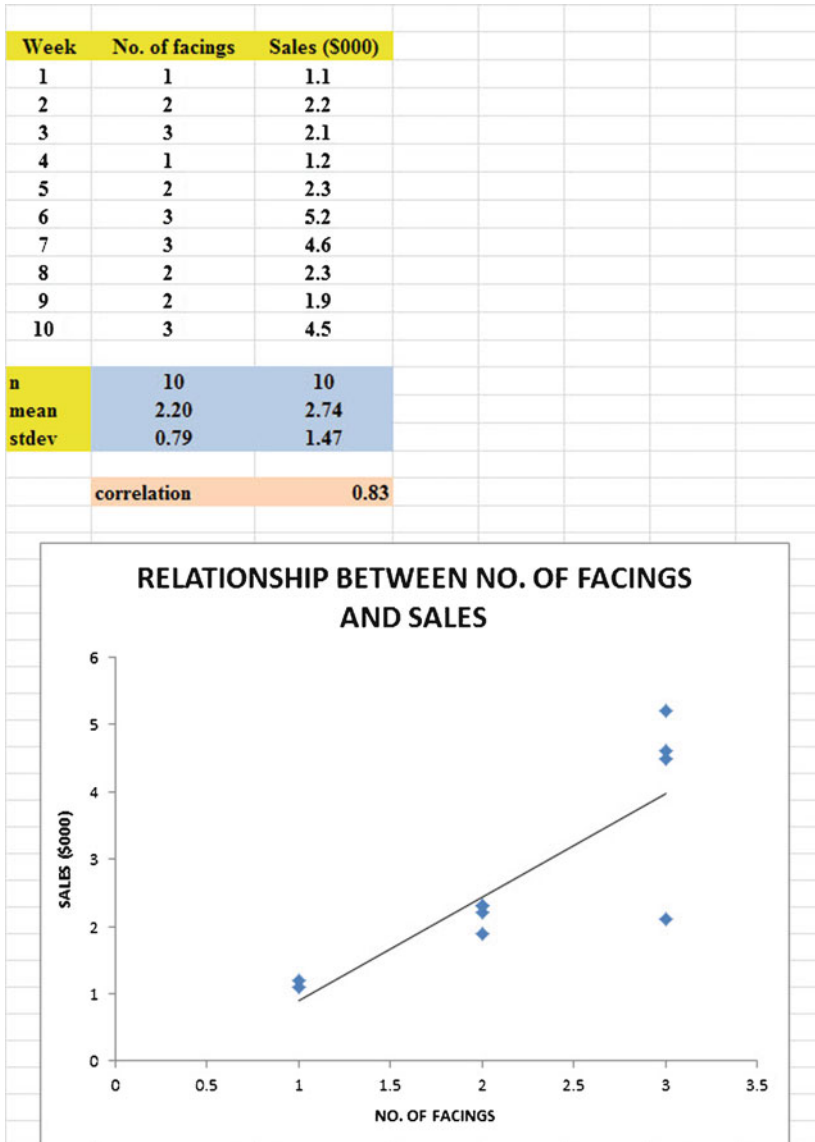 Week No. of facings Sales ($000)
1 1 1.1
2 2 2.2
3 3 2.1
4 1 1.2
5 2 2.3
6 3 5.2
7 3 4.6
8 2 2.3
9 2 1.9
10 3 4.5
n 10 10
mean 2.20 2.74
stdev 0.79 1.47
correlation 0.83
RELATIONSHIP BETWEEN NO. OF FACINGS
AND SALES
6
5
4
3
2
1
0
SALES ($000)
0 0.5 1 1.5 2 2.5 3 3.5
NO. OF FACINGS